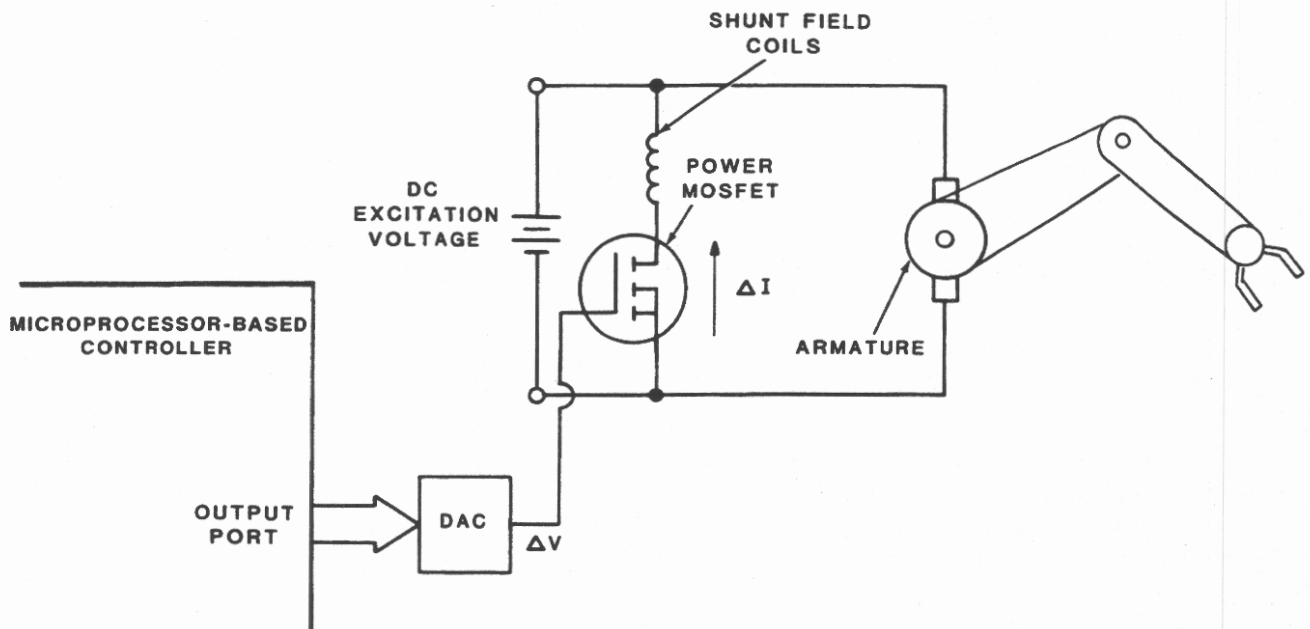 SHUNT FIELD
COILS
POWER
MOSFET
DC
EXCITATION
VOLTAGE
ΔI
ARMATURE
MICROPROCESSOR-BASED
CONTROLLER
OUTPUT
PORT
DAC
ΔV